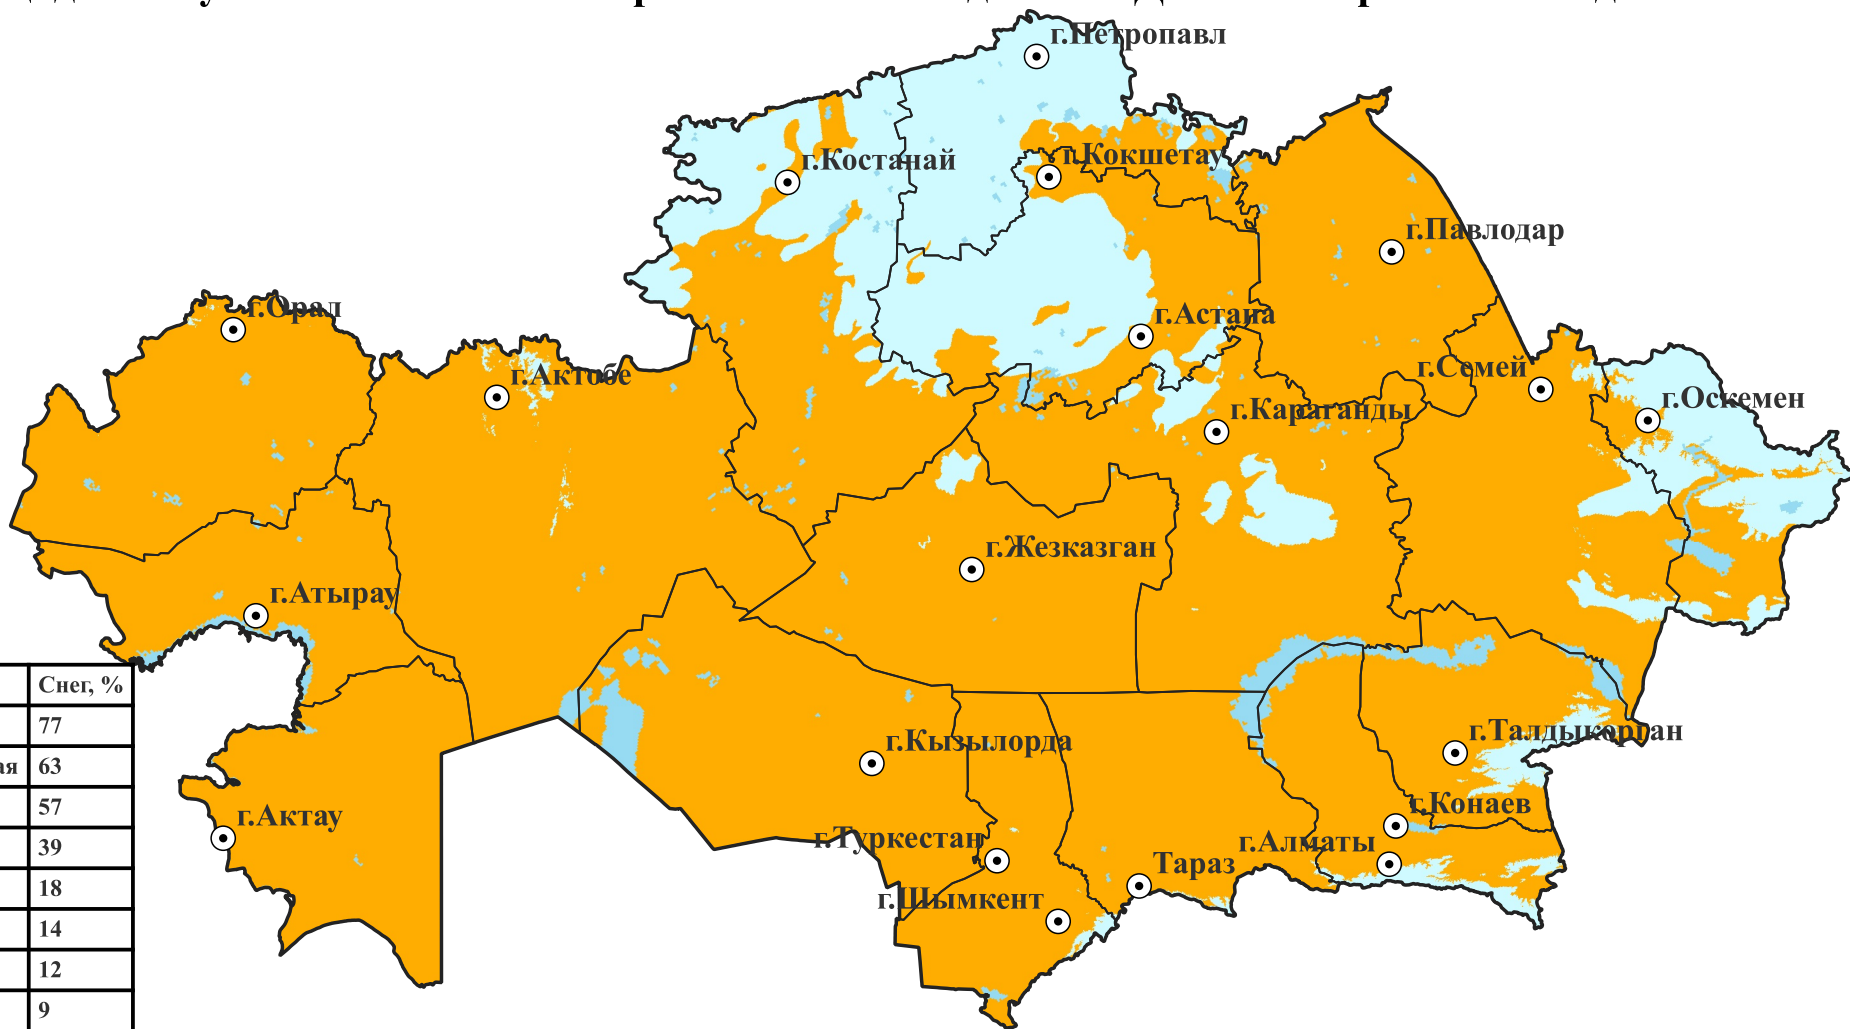 г.Петропавл
г.Костанай
г.Кокшетау
г.Павлодар
г.Орал
г.Астана
г.Актобе
г.Семей
г.Оскемен
г.Караганды
г.Жезказган
г.Атырау
г.Талдыкорган
г.Кызылорда
г.Конаев
г.Актау
г.Туркестан
г.Алматы
Тараз
г.Шымкент
Снег, %
77
ая 63
57
39
18
14
12
9